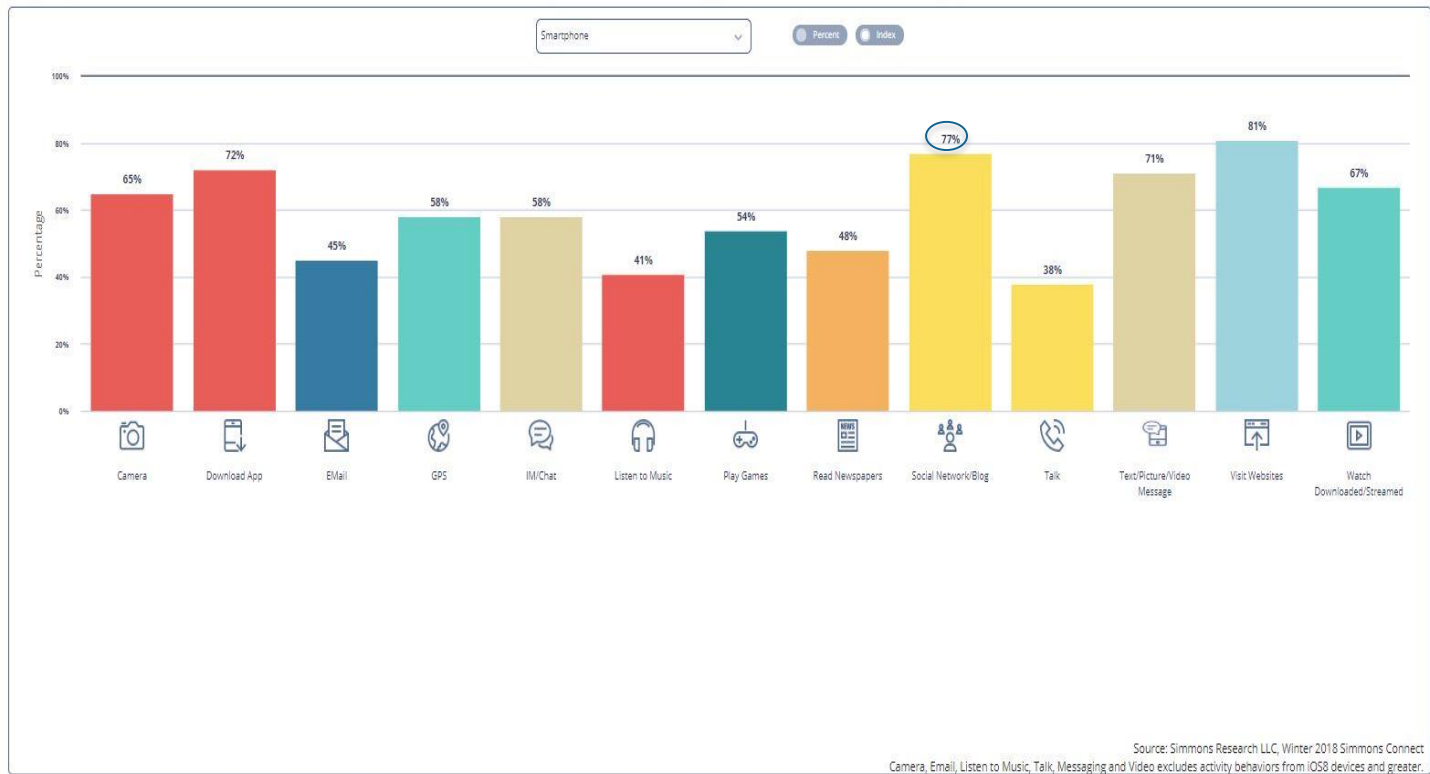 Smartphone
Percent
Index
100%
80%
60%
40%
20%
0%
Percentage
65%
72%
45%
58%
58%
41%
54%
48%
77%
38%
71%
81%
67%
NEWS
Camera
Download App
EMail
GPS
IM/Chat
Listen to Music
Play Games
Read Newspapers
Social Network/Blog
Talk
Text/Picture/Video
Message
Visit Websites
Watch
Downloaded/Streamed
Source: Simmons Research LLC, Winter 2018 Simmons Connect
Camera, Email, Listen to Music, Talk, Messaging and Video excludes activity behaviors from iOS8 devices and greater.